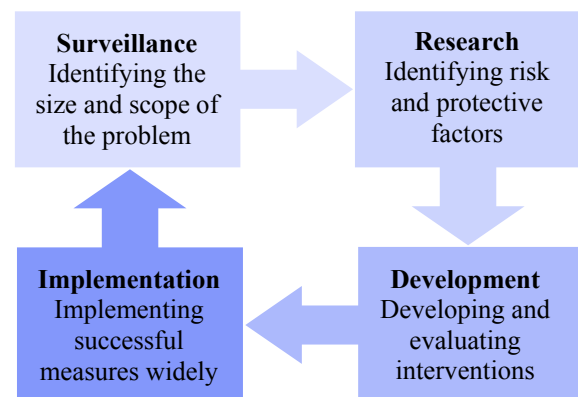 Surveillance
Identifying the
size and scope of
the problem
Research
Identifying risk
and protective
factors
Implementation
Implementing
successful
measures widely
Development
Developing and
evaluating
interventions